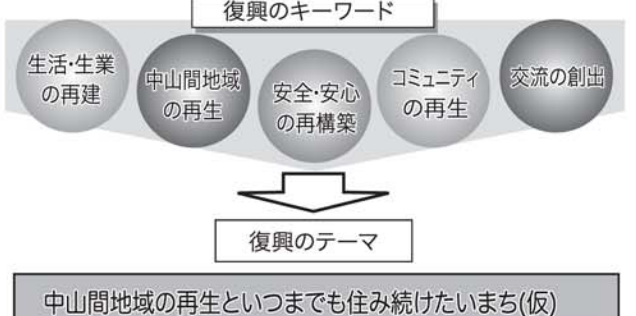 復興のキーワード
生活・生業
の再建
中山間地域
の再生
安全・安心
の再構築
コミュニティ
の再生
交流の創出
復興のテーマ
中山間地域の再生といつまでも住み続けたいまち(仮)